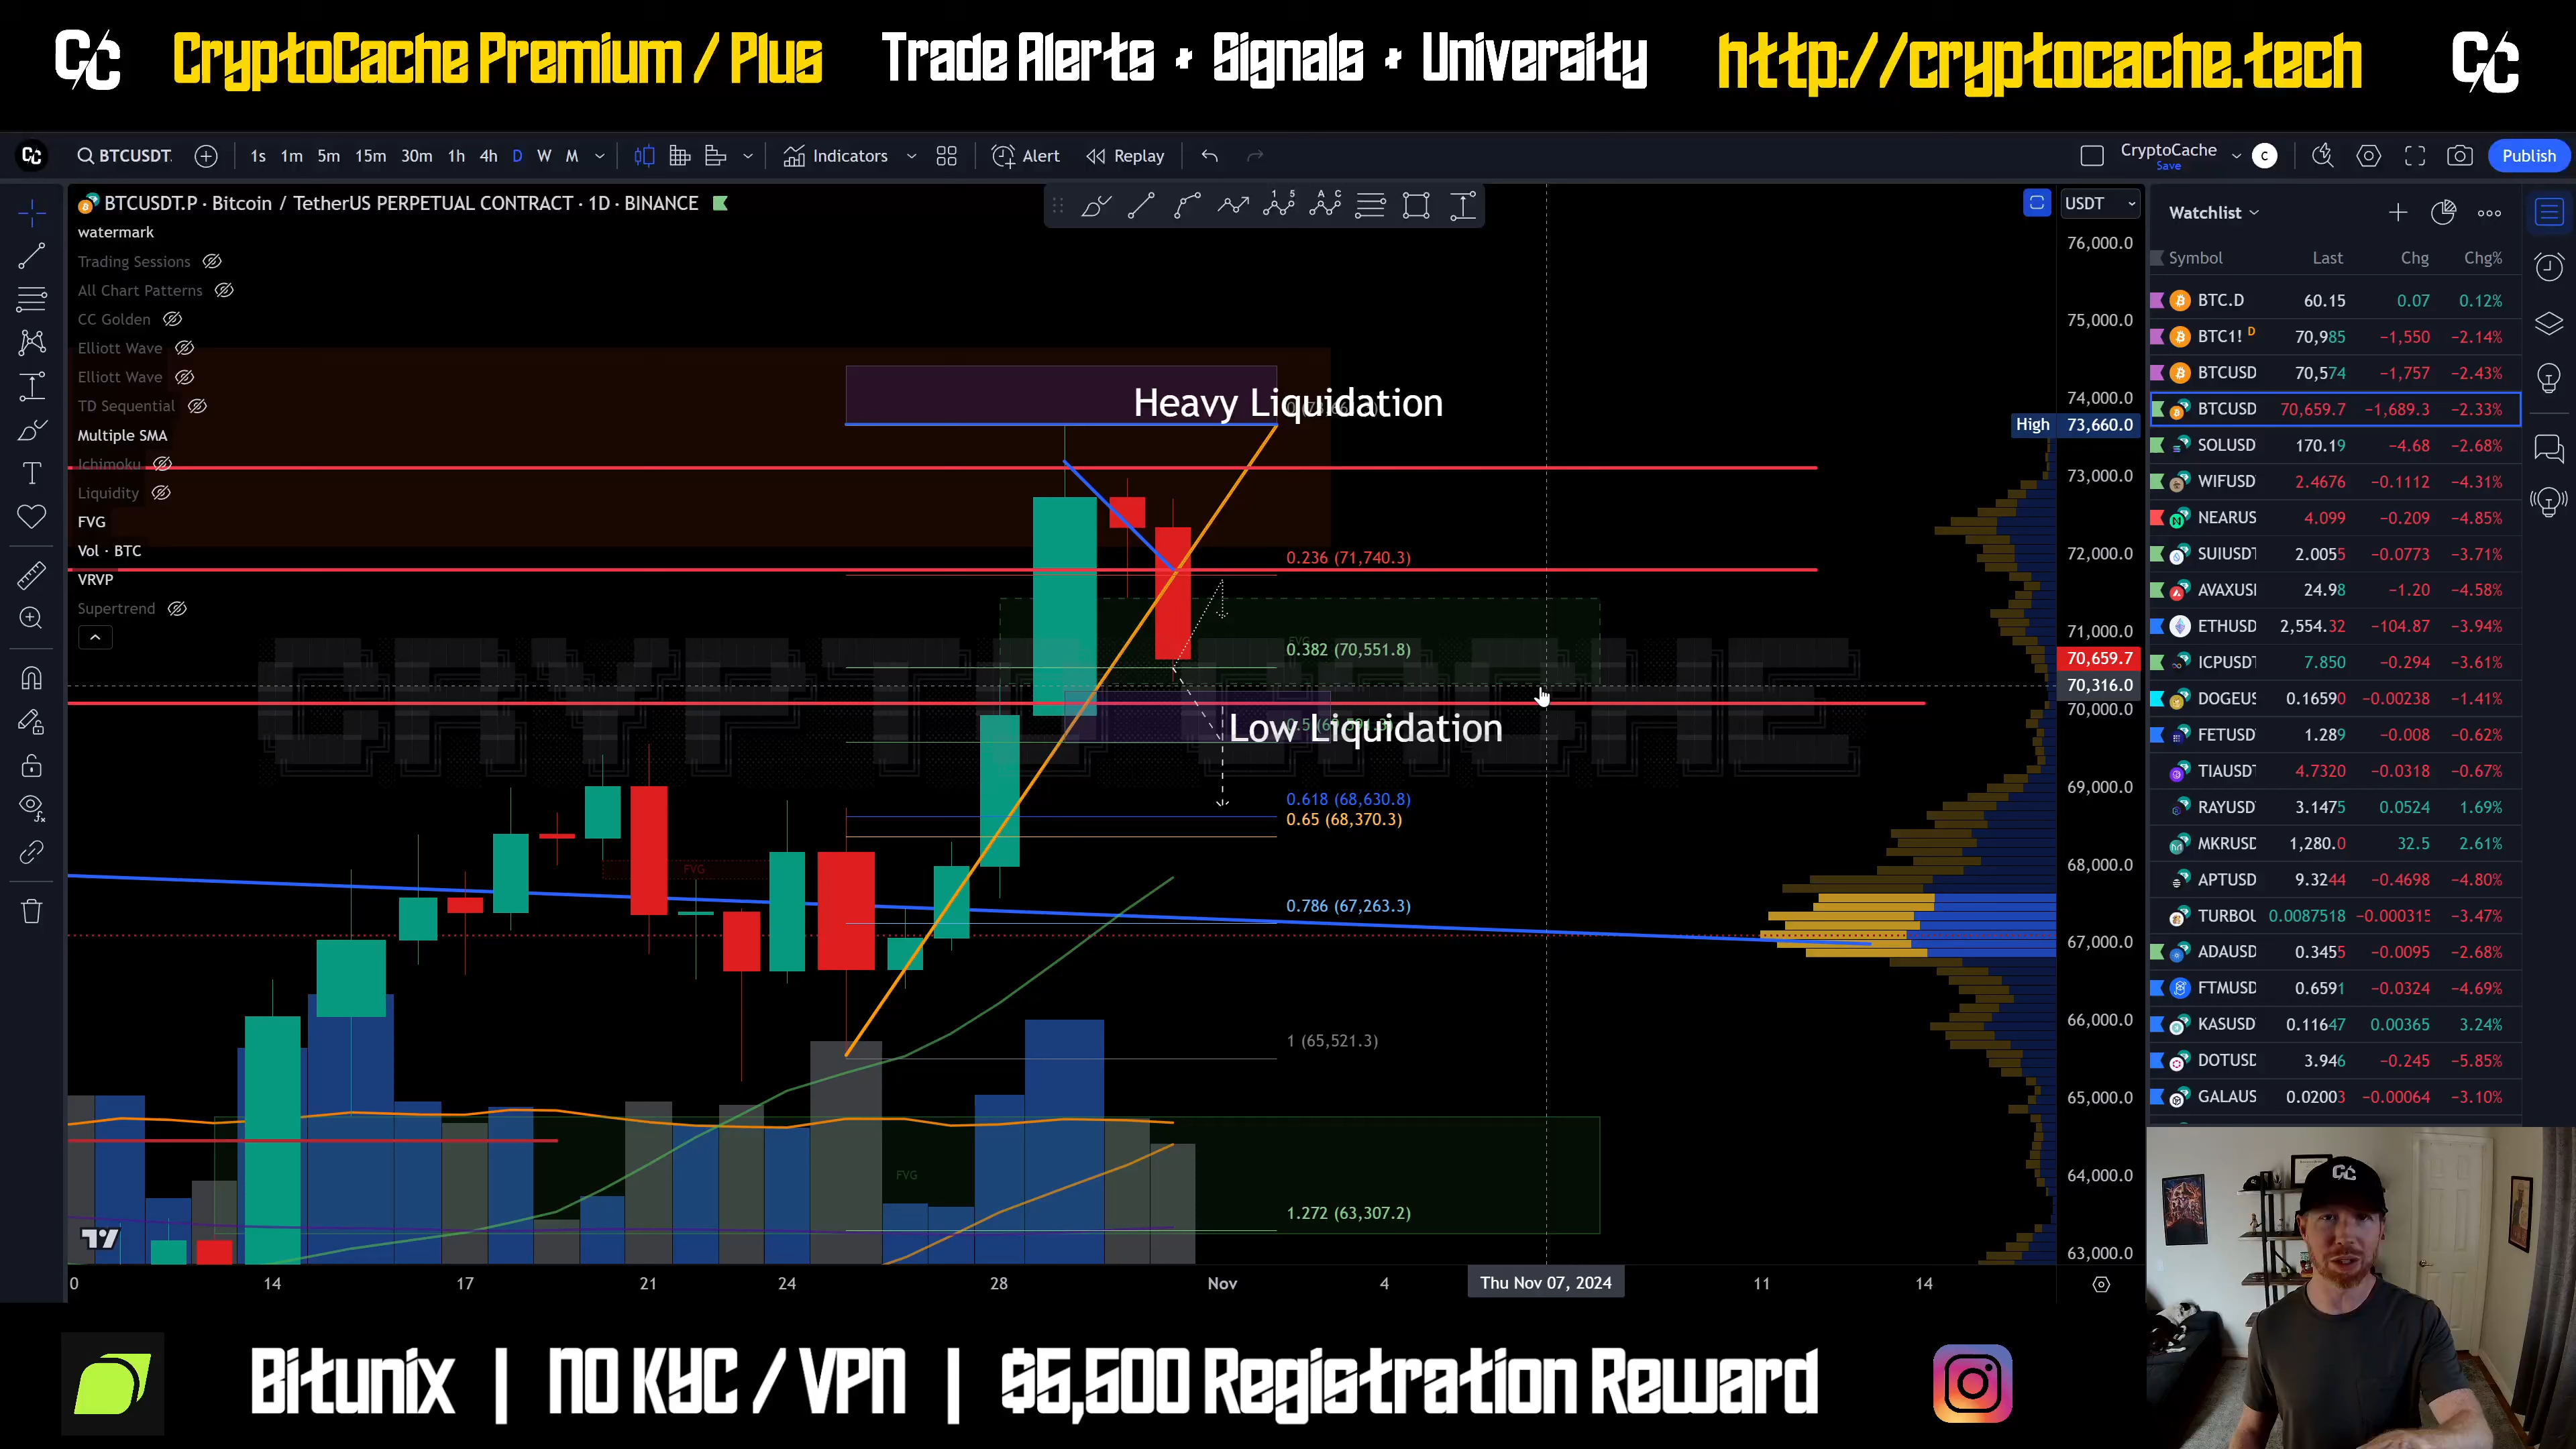 CC CryptoCache Premium / Plus Trade Alerts + Signals + University http://cryptocache.tech CC
CC BTCUSDT. 1s 1m 5m 15m 30m 1h 4h D W M Indicators Alert Replay CryptoCache Save C Publish
BTCUSDT.P · Bitcoin / TetherUS PERPETUAL CONTRACT · 1D · BINANCE
watermark
Trading Sessions
All Chart Patterns
CC Golden
Elliott Wave
Elliott Wave
TD Sequential
Multiple SMA
Ichimoku
Liquidity
FVG
Vol · BTC
VRVP
Supertrend
Heavy Liquidation
0.236 (71,740.3)
FVG
0.382 (70,551.8)
CRYPTOCACHE
Low Liquidation
0.618 (68,630.8)
0.65 (68,370.3)
FVG
0.786 (67,263.3)
1 (65,521.3)
FVG
1.272 (63,307.2)
USDT
76,000.0
75,000.0
74,000.0
High 73,660.0
73,000.0
72,000.0
71,000.0
70,659.7
70,316.0
70,000.0
69,000.0
68,000.0
67,000.0
66,000.0
65,000.0
64,000.0
63,000.0
0 14 17 21 24 28 Nov 4 Thu Nov 07, 2024 11 14
Watchlist
Symbol Last Chg Chg%
BTC.D 60.15 0.07 0.12%
BTC1! D 70,985 −1,550 −2.14%
BTCUSD 70,574 −1,757 −2.43%
BTCUSD 70,659.7 −1,689.3 −2.33%
SOLUSD 170.19 −4.68 −2.68%
WIFUSD 2.4676 −0.1112 −4.31%
NEARUS 4.099 −0.209 −4.85%
SUIUSDT 2.0055 −0.0773 −3.71%
AVAXUSI 24.98 −1.20 −4.58%
ETHUSD 2,554.32 −104.87 −3.94%
ICPUSDT 7.850 −0.294 −3.61%
DOGEUS 0.16590 −0.00238 −1.41%
FETUSD 1.289 −0.008 −0.62%
TIAUSDT 4.7320 −0.0318 −0.67%
RAYUSD 3.1475 0.0524 1.69%
MKRUSD 1,280.0 32.5 2.61%
APTUSD 9.3244 −0.4698 −4.80%
TURBOU 0.0087518 −0.000315 −3.47%
ADAUSD 0.3455 −0.0095 −2.68%
FTMUSD 0.6591 −0.0324 −4.69%
KASUSD 0.11647 0.00365 3.24%
DOTUSD 3.946 −0.245 −5.85%
GALAUS 0.02003 −0.00064 −3.10%
CC
Bitunix | NO KYC / VPN | $5,500 Registration Reward